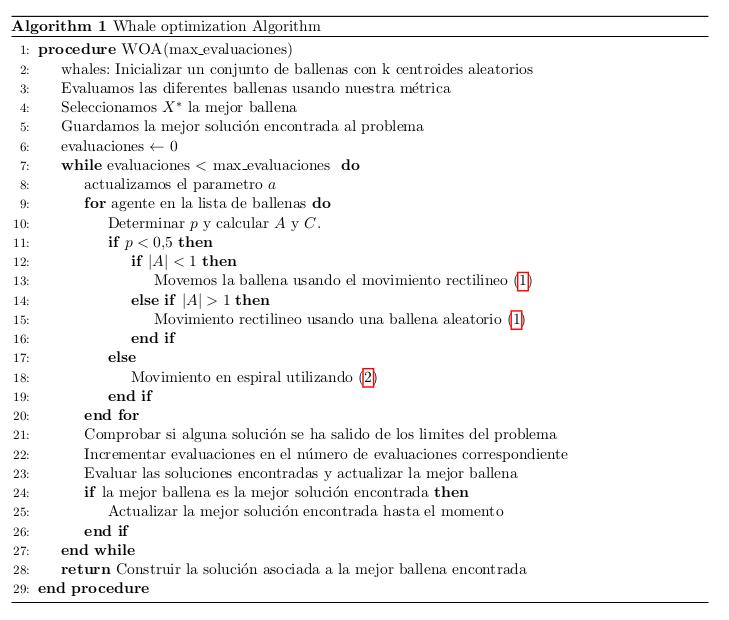 Algorithm 1 Whale optimization Algorithm
1: procedure WOA(max_evaluaciones)
2: whales: Inicializar un conjunto de ballenas con k centroides aleatorios
3: Evaluamos las diferentes ballenas usando nuestra métrica
4: Seleccionamos X* la mejor ballena
5: Guardamos la mejor solución encontrada al problema
6: evaluaciones ← 0
7: while evaluaciones < max_evaluaciones do
8: actualizamos el parametro a
9: for agente en la lista de ballenas do
10: Determinar p y calcular A y C.
11: if p < 0,5 then
12: if |A| < 1 then
13: Movemos la ballena usando el movimiento rectilineo (1)
14: else if |A| > 1 then
15: Movimiento rectilineo usando una ballena aleatorio (1)
16: end if
17: else
18: Movimiento en espiral utilizando (2)
19: end if
20: end for
21: Comprobar si alguna solución se ha salido de los limites del problema
22: Incrementar evaluaciones en el número de evaluaciones correspondiente
23: Evaluar las soluciones encontradas y actualizar la mejor ballena
24: if la mejor ballena es la mejor solución encontrada then
25: Actualizar la mejor solución encontrada hasta el momento
26: end if
27: end while
28: return Construir la solución asociada a la mejor ballena encontrada
29: end procedure